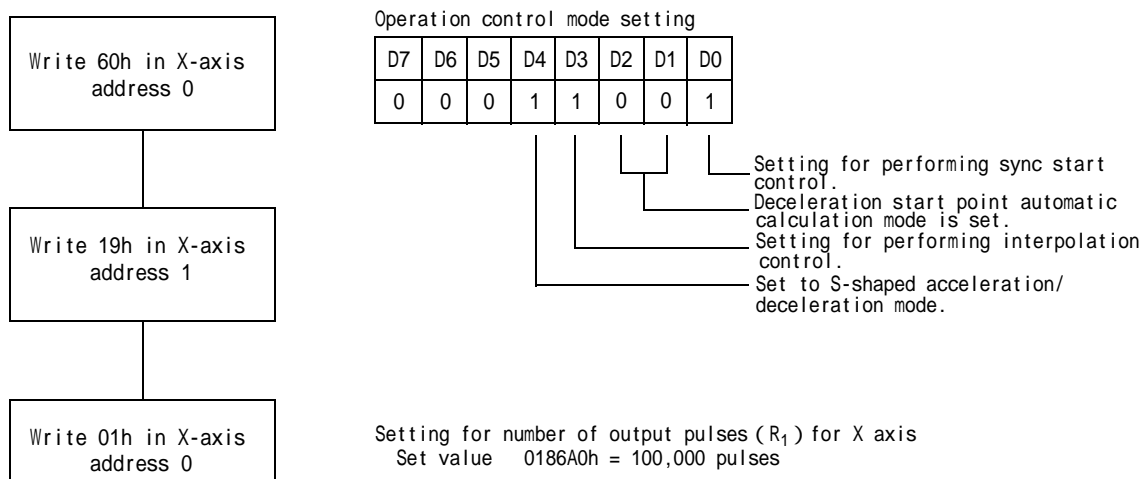 Write 60h in X-axis
address 0
Operation control mode setting
D7 D6 D5 D4 D3 D2 D1 D0
0 0 0 1 1 0 0 1
Setting for performing sync start
control.
Deceleration start point automatic
calculation mode is set.
Setting for performing interpolation
control.
Set to S-shaped acceleration/
deceleration mode.
Write 19h in X-axis
address 1
Write 01h in X-axis
address 0
Setting for number of output pulses (R₁) for X axis
Set value 0186A0h = 100,000 pulses